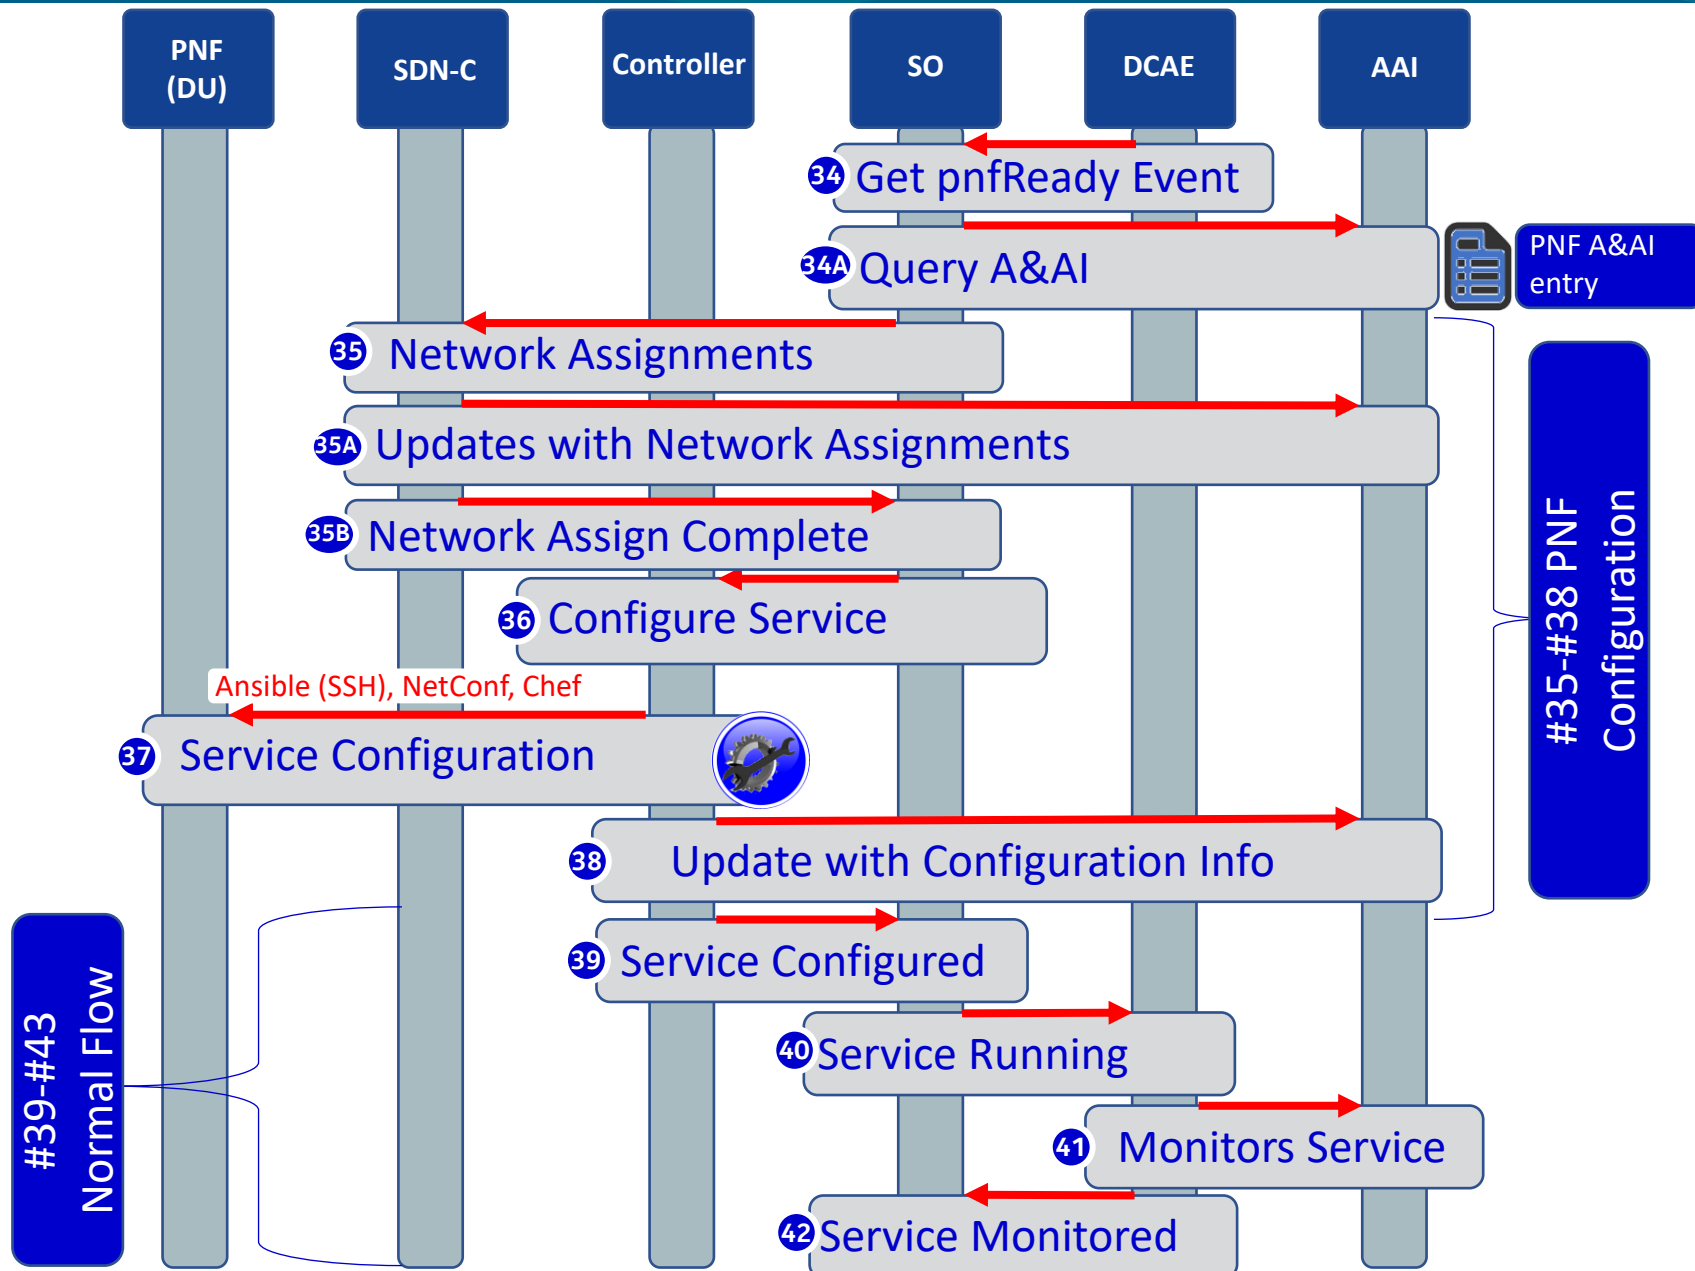 PNF
(DU)
SDN-C
Controller
SO
DCAE
AAI
34
Get pnfReady Event
34A
Query A&AI
PNF A&AI
entry
35
Network Assignments
35A
Updates with Network Assignments
35B
Network Assign Complete
36
Configure Service
#35-#38 PNF
Configuration
Ansible (SSH), NetConf, Chef
37
Service Configuration
38
Update with Configuration Info
39
Service Configured
#39-#43
Normal Flow
40
Service Running
41
Monitors Service
42
Service Monitored